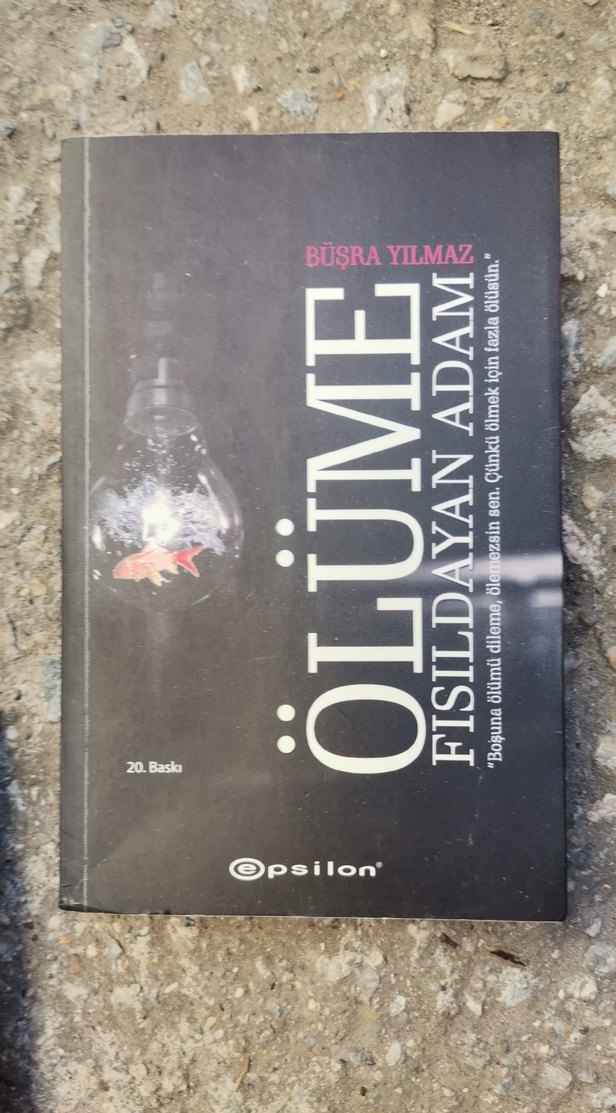 BÜŞRA YILMAZ
ÖLÜME
FISILDAYAN ADAM
"Boşuna ölümü dileme, ölemezsin sen. Çünkü ölmek için fazla ölüsün."
20. Baskı
epsilon®